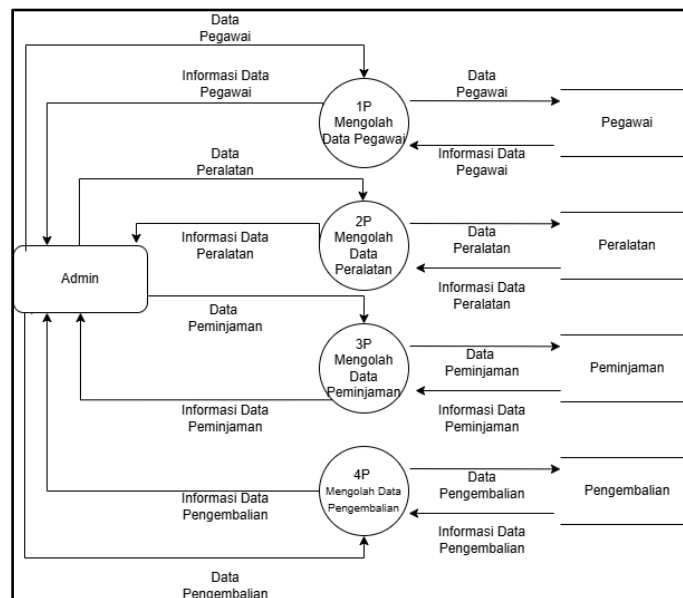 Data
Pegawai
Informasi Data
Pegawai
1P
Mengolah
Data Pegawai
Data
Pegawai
Informasi Data
Pegawai
Pegawai
Data
Peralatan
Informasi Data
Peralatan
2P
Mengolah
Data
Peralatan
Data
Peralatan
Informasi Data
Peralatan
Peralatan
Admin
Data
Peminjaman
Informasi Data
Peminjaman
3P
Mengolah
Data
Peminjaman
Data
Peminjaman
Informasi Data
Peminjaman
Peminjaman
Informasi Data
Pengembalian
4P
Mengolah Data
Pengembalian
Data
Pengembalian
Informasi Data
Pengembalian
Pengembalian
Data
Pengembalian